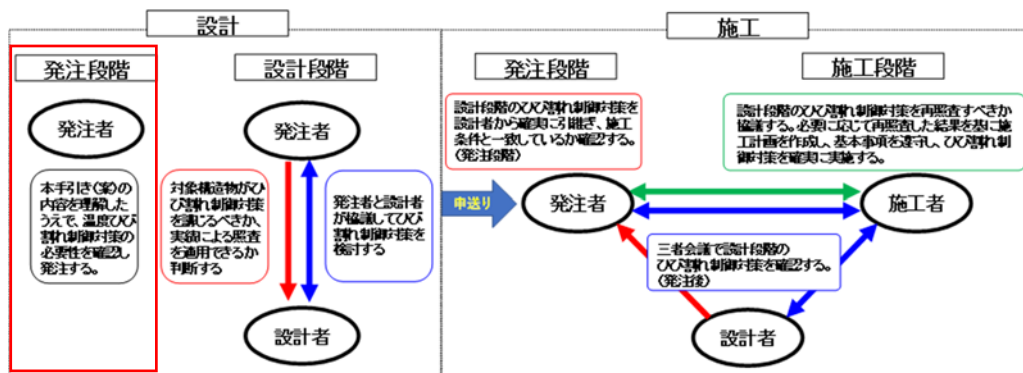 設計
発注段階
発注者
本手引き(案)の
内容を理解した
うえで、温度ひび
割れ制御対策の
必要性を確認し
発注する。
設計段階
発注者
対象構造物がひ
び割れ制御対策
を講じるべきか、
実績による照査
を適用できるか
判断する
発注者と設計者
が協議してひび
割れ制御対策を
検討する
設計者
申送り
施工
発注段階
設計段階のひび割れ制御対策を
設計者から確実に引継ぎ、施工
条件と一致しているか確認する。
(発注段階)
発注者
施工段階
設計段階のひび割れ制御対策を再照査すべきか
協議する。必要に応じて再照査した結果を基に施
工計画を作成し、基本事項を遵守し、ひび割れ制
御対策を確実に実施する。
施工者
三者会議で設計段階の
ひび割れ制御対策を確認する。
(発注後)
設計者